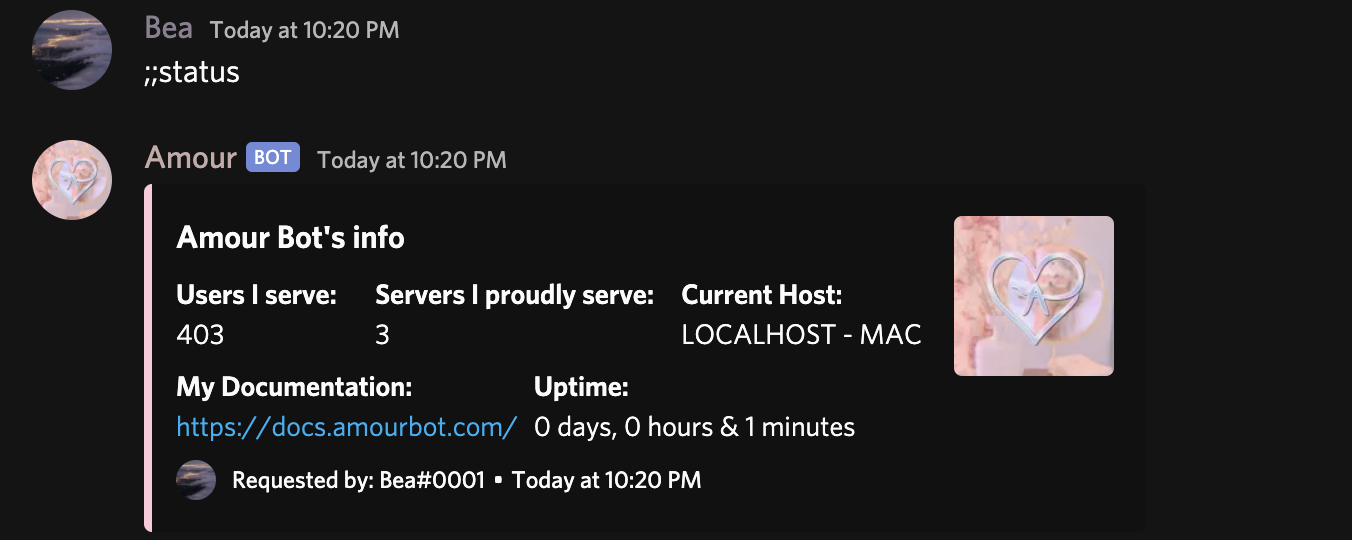 Bea Today at 10:20 PM
;;status
Amour BOT Today at 10:20 PM
Amour Bot's info
Users I serve: Servers I proudly serve: Current Host:
403 3 LOCALHOST - MAC
My Documentation: Uptime:
https://docs.amourbot.com/ 0 days, 0 hours & 1 minutes
Requested by: Bea#0001 • Today at 10:20 PM
A